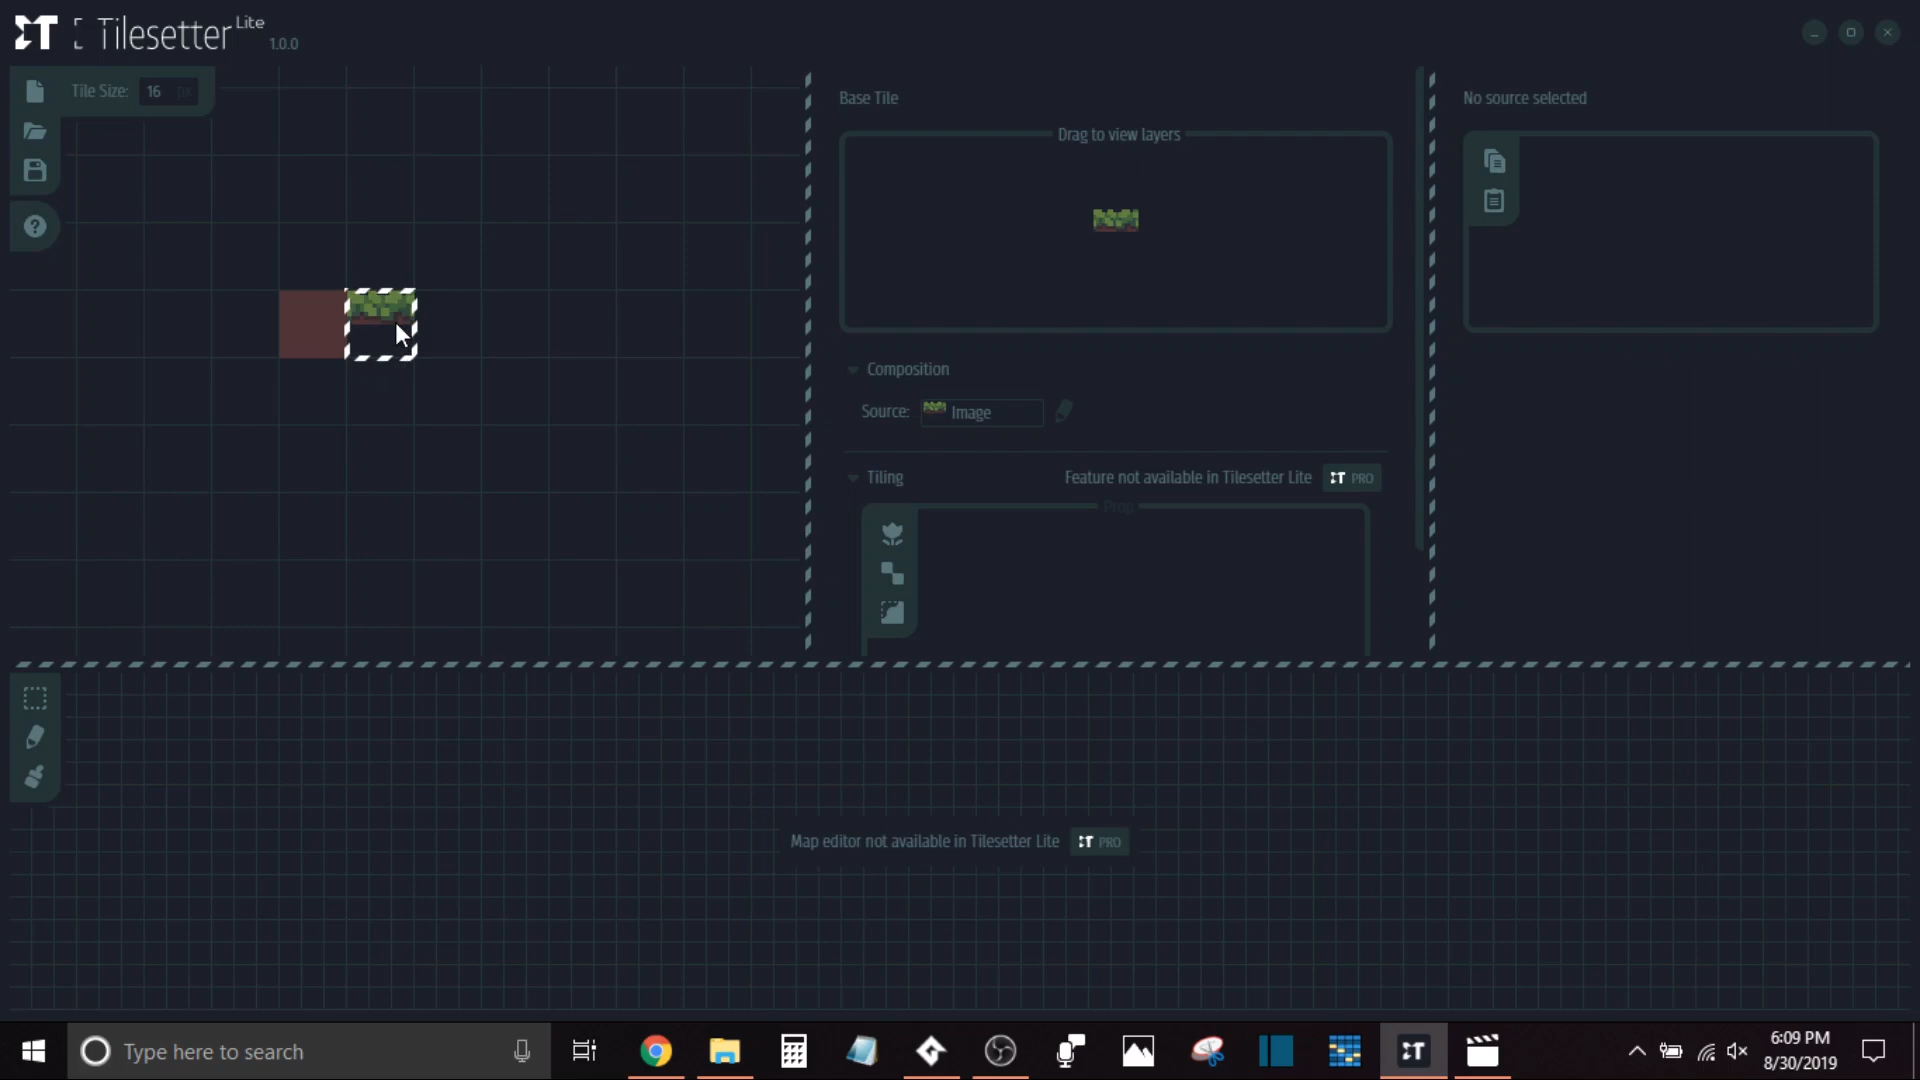 Tilesetter Lite
1.0.0
Tile Size: 16 px
Base Tile
Drag to view layers
Composition
Source: Image
Tiling
Feature not available in Tilesetter Lite PRO
Prop
No source selected
Map editor not available in Tilesetter Lite PRO
Type here to search
6:09 PM
8/30/2019